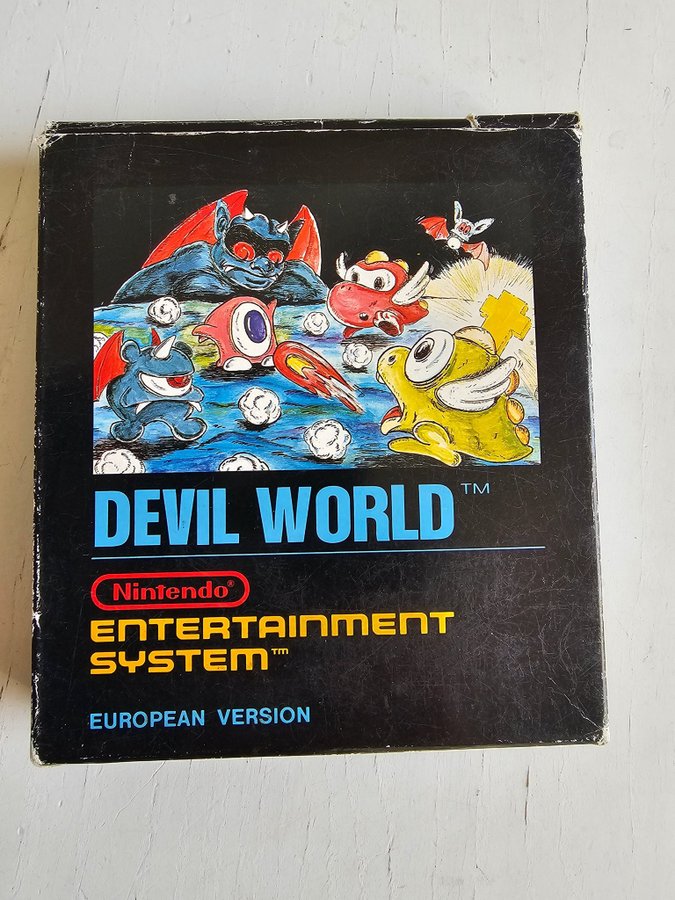 DEVIL WORLD™
Nintendo®
ENTERTAINMENT
SYSTEM™
EUROPEAN VERSION